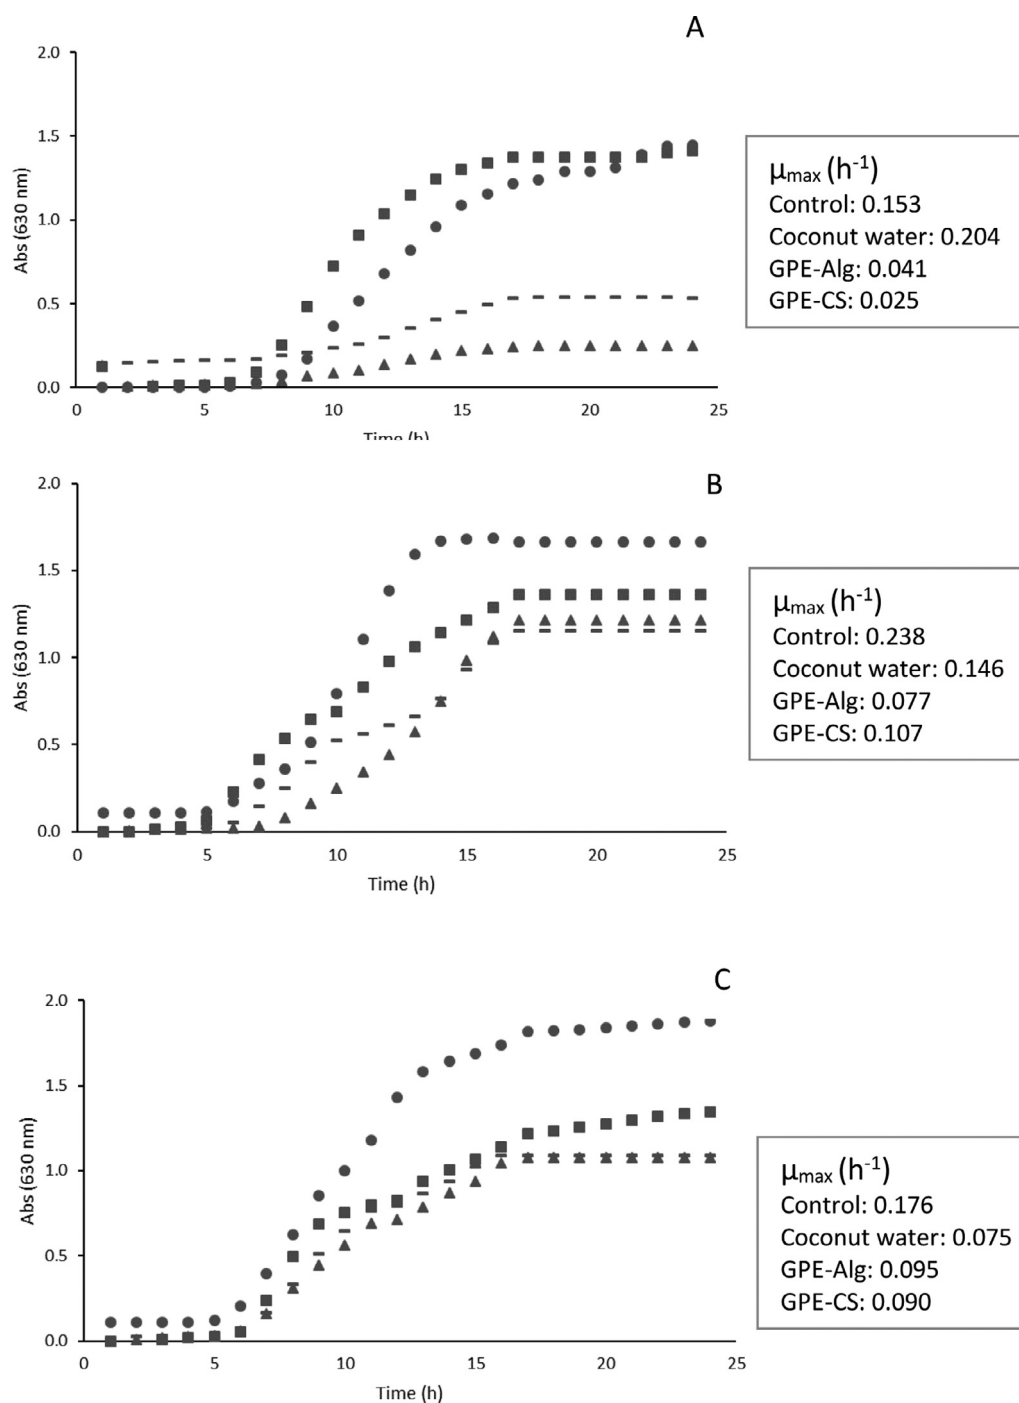 A
2.0
1.5
1.0
0.5
0.0
Abs (630 nm)
0 5 10 15 20 25
Time (h)
μmax (h-1)
Control: 0.153
Coconut water: 0.204
GPE-Alg: 0.041
GPE-CS: 0.025
B
2.0
1.5
1.0
0.5
0.0
Abs (630 nm)
0 5 10 15 20 25
Time (h)
μmax (h-1)
Control: 0.238
Coconut water: 0.146
GPE-Alg: 0.077
GPE-CS: 0.107
C
2.0
1.5
1.0
0.5
0.0
Abs (630 nm)
0 5 10 15 20 25
Time (h)
μmax (h-1)
Control: 0.176
Coconut water: 0.075
GPE-Alg: 0.095
GPE-CS: 0.090